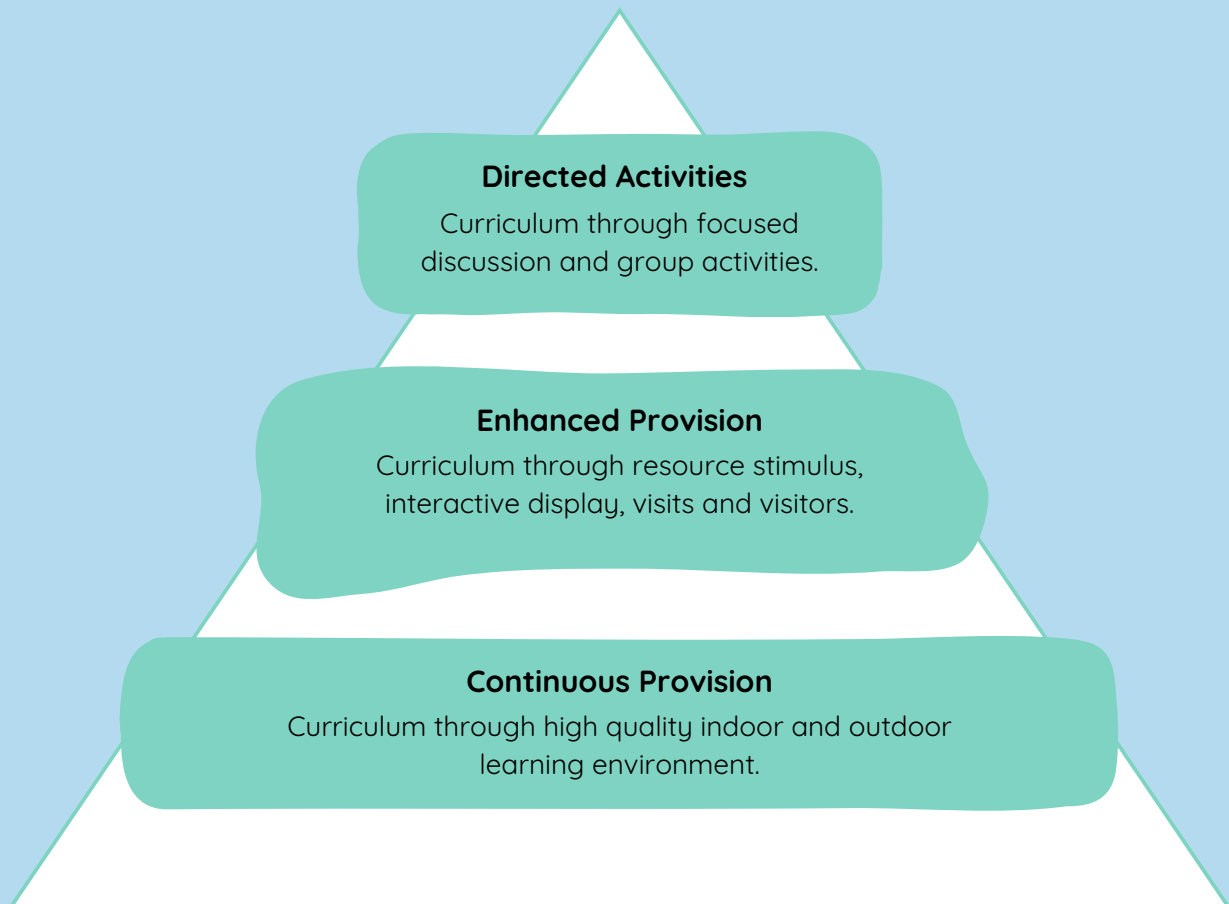 Directed Activities
Curriculum through focused
discussion and group activities.
Enhanced Provision
Curriculum through resource stimulus,
interactive display, visits and visitors.
Continuous Provision
Curriculum through high quality indoor and outdoor
learning environment.